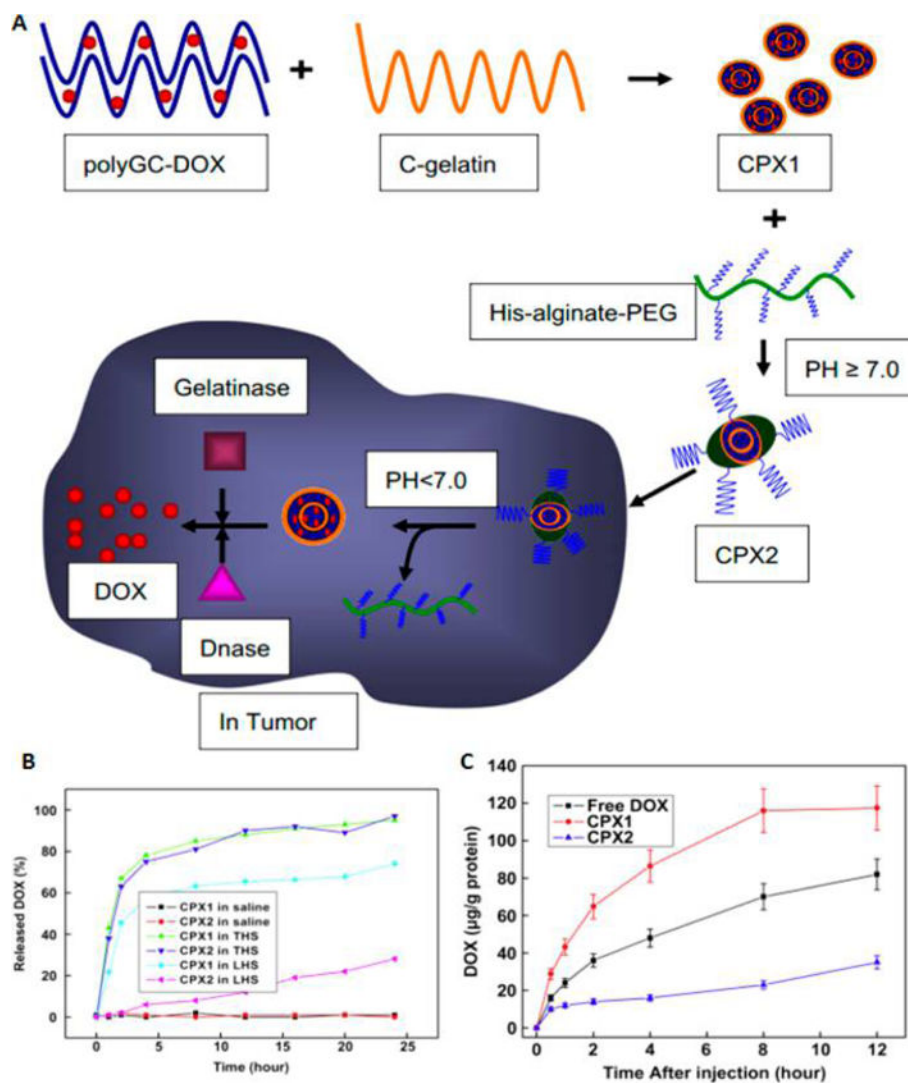 A
+
polyGC-DOX
C-gelatin
CPX1
+
His-alginate-PEG
PH ≥ 7.0
Gelatinase
PH<7.0
CPX2
DOX
Dnase
In Tumor
B
Released DOX (%)
100
80
60
40
20
0
CPX1 in saline
CPX2 in saline
CPX1 in THS
CPX2 in THS
CPX1 in LHS
CPX2 in LHS
0 5 10 15 20 25
Time (hour)
C
DOX (µg/g protein)
140
120
100
80
60
40
20
0
Free DOX
CPX1
CPX2
0 2 4 6 8 10 12
Time After injection (hour)